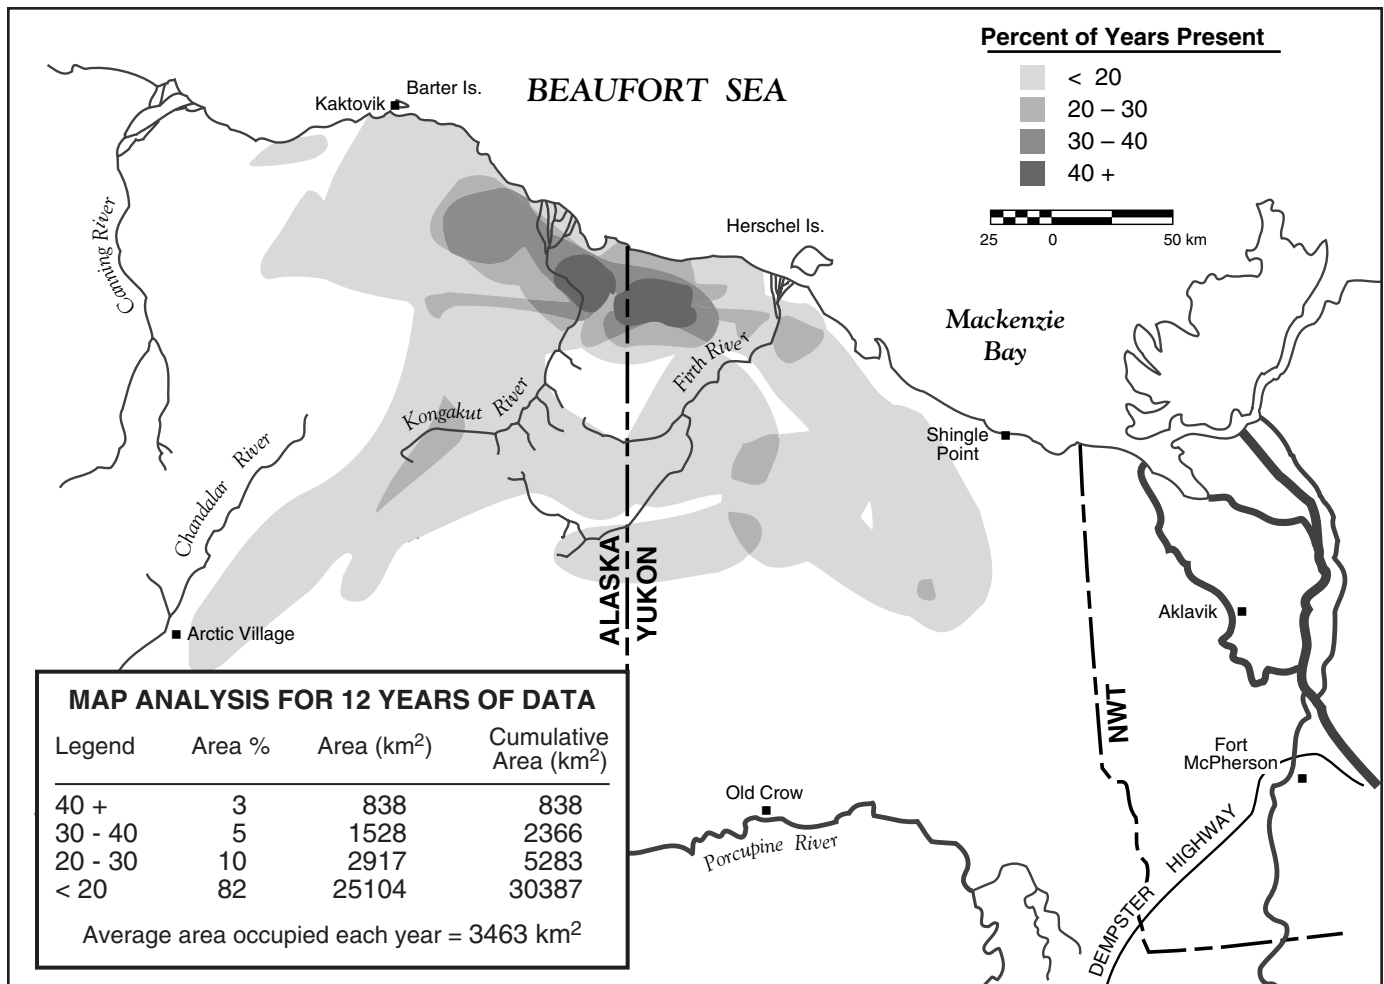 Percent of Years Present
< 20
20 – 30
30 – 40
40 +
25 0 50 km
Barter Is.
Kaktovik
BEAUFORT SEA
Herschel Is.
Canning River
Mackenzie
Bay
Firth River
Kongakut River
Shingle
Point
Chandalar River
ALASKA
YUKON
Aklavik
Arctic Village
NWT
Fort
McPherson
Old Crow
Porcupine River
DEMPSTER HIGHWAY
MAP ANALYSIS FOR 12 YEARS OF DATA
Legend Area % Area (km²) Cumulative Area (km²)
40 + 3 838 838
30 - 40 5 1528 2366
20 - 30 10 2917 5283
< 20 82 25104 30387
Average area occupied each year = 3463 km²